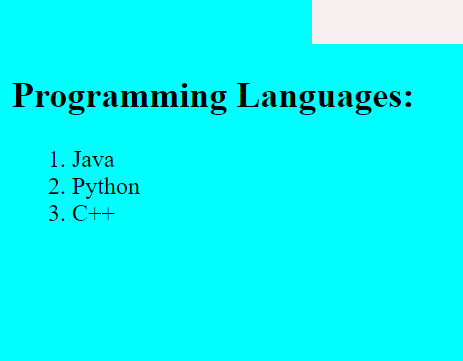 Programming Languages:
1. Java
2. Python
3. C++